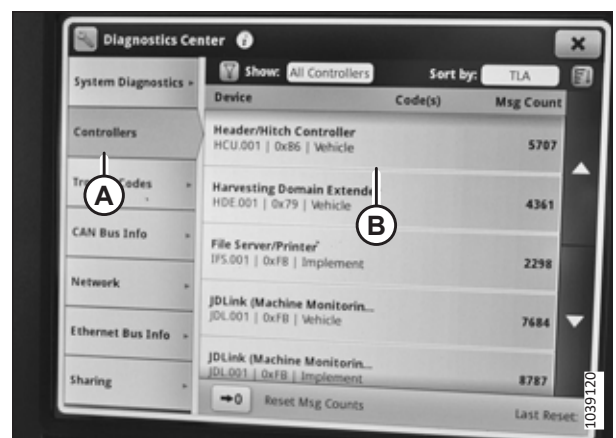 Diagnostics Center i
System Diagnostics
Show: All Controllers Sort by: TLA
Device Code(s) Msg Count
Controllers
Header/Hitch Controller
HCU.001 | 0x86 | Vehicle 5707
Codes
A
Harvesting Domain Extende
HDE.001 | 0x79 | Vehicle 4361
B
CAN Bus Info
File Server/Printer
IFS.001 | 0xF8 | Implement 2298
Network
JDLink (Machine Monitorin...
JDL.001 | 0xFB | Vehicle 7684
Ethernet Bus Info
JDLink (Machine Monitorin...
JDL.001 | 0xFB | Implement 8787
Sharing
→0 Reset Msg Counts Last Reset:
1039120